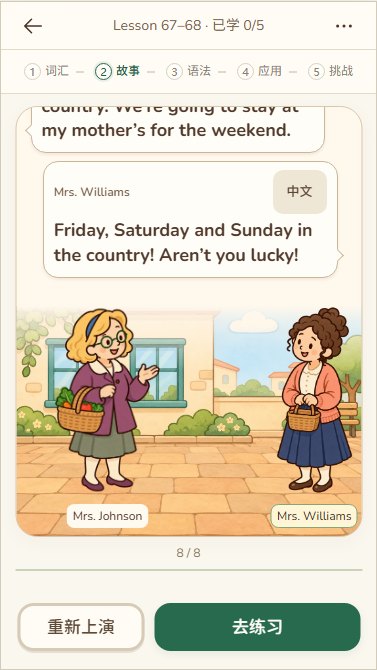 Lesson 67–68 · 已学 0/5
1 词汇 – 2 故事 – 3 语法 – 4 应用 – 5 挑战
country. We’re going to stay at
my mother’s for the weekend.
Mrs. Williams
中文
Friday, Saturday and Sunday in
the country! Aren’t you lucky!
Mrs. Johnson
Mrs. Williams
8 / 8
重新上演
去练习